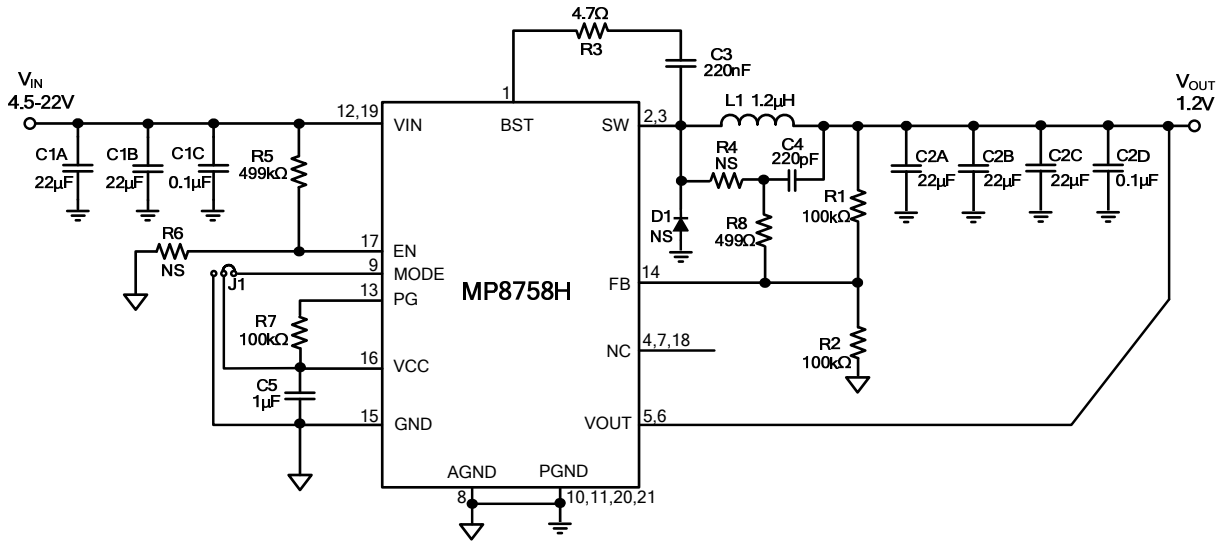 4.7Ω
R3
C3
220nF
V_IN
4.5-22V
1
L1 1.2μH
V_OUT
1.2V
12,19
VIN
BST
SW
2,3
C1A
22μF
C1B
22μF
C1C
0.1μF
R5
499kΩ
R4
NS
C4
220pF
C2A
22μF
C2B
22μF
C2C
22μF
C2D
0.1μF
R1
100kΩ
D1
NS
R8
499Ω
R6
NS
17
EN
9
MODE
J1
13
PG
MP8758H
FB
14
R7
100kΩ
R2
100kΩ
NC
4,7,18
16
VCC
C5
1μF
15
GND
VOUT
5,6
AGND
PGND
8
10,11,20,21